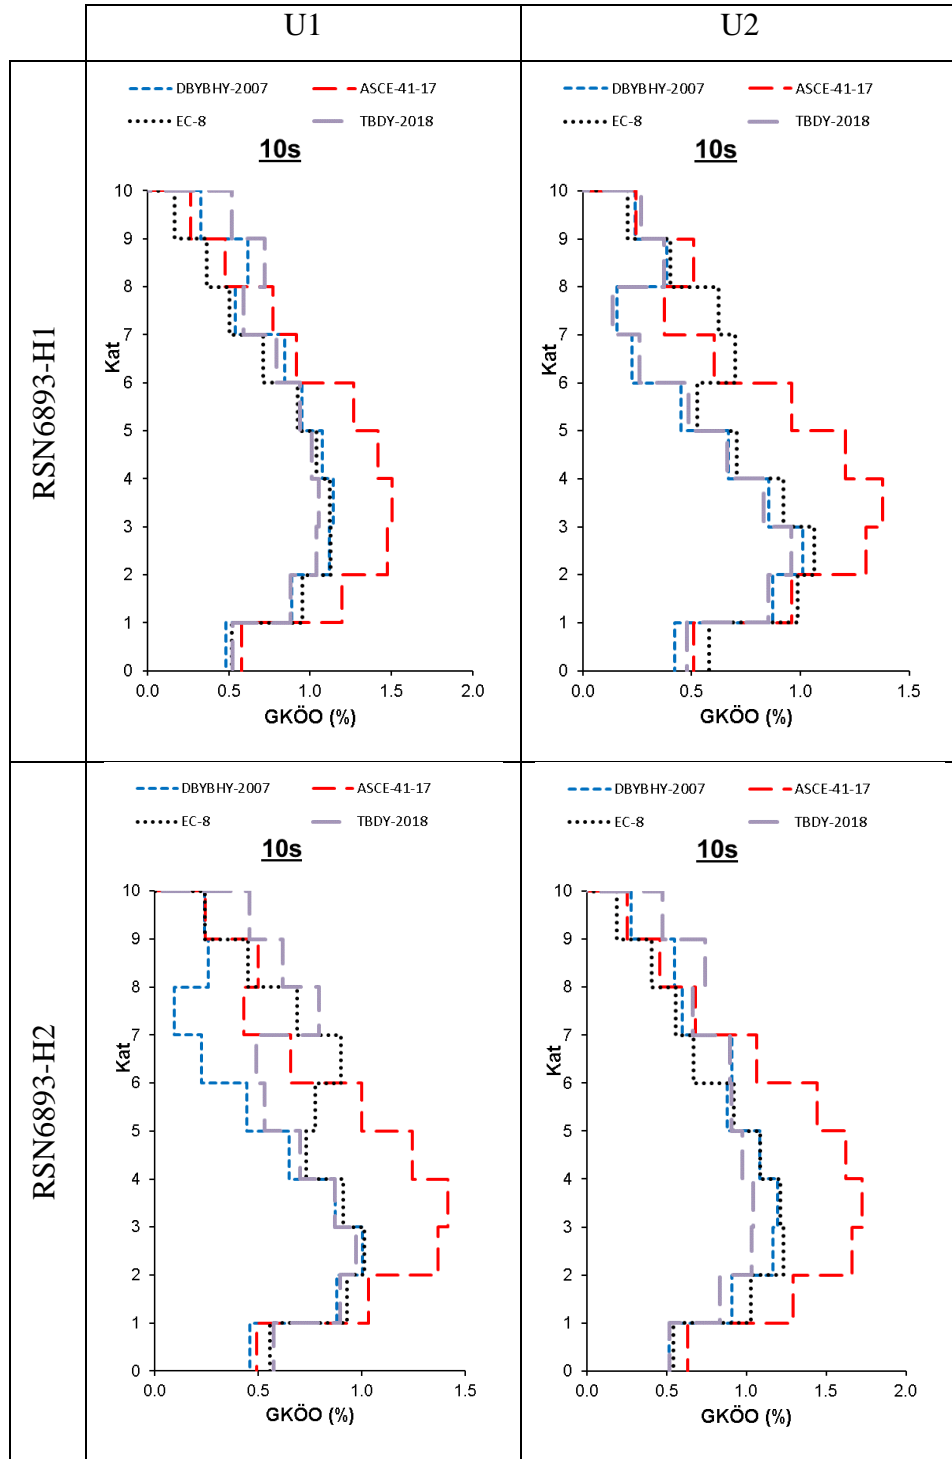 U1
U2
RSN6893-H1
DBYBHY-2007
ASCE-41-17
EC-8
TBDY-2018
10s
10
9
8
7
6
5
4
3
2
1
0
Kat
0.0 0.5 1.0 1.5 2.0
GKÖO (%)
DBYBHY-2007
ASCE-41-17
EC-8
TBDY-2018
10s
10
9
8
7
6
5
4
3
2
1
0
Kat
0.0 0.5 1.0 1.5
GKÖO (%)
RSN6893-H2
DBYBHY-2007
ASCE-41-17
EC-8
TBDY-2018
10s
10
9
8
7
6
5
4
3
2
1
0
Kat
0.0 0.5 1.0 1.5
GKÖO (%)
DBYBHY-2007
ASCE-41-17
EC-8
TBDY-2018
10s
10
9
8
7
6
5
4
3
2
1
0
Kat
0.0 0.5 1.0 1.5 2.0
GKÖO (%)